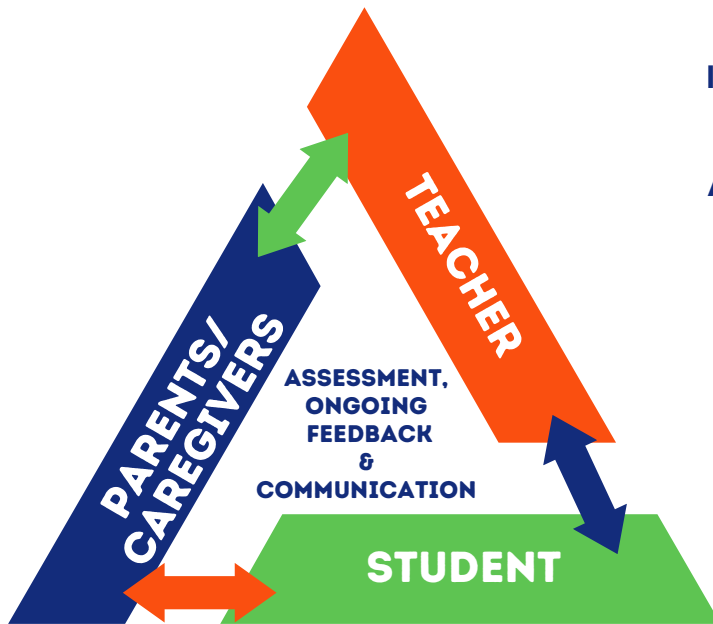 TEACHER
PARENTS/
CAREGIVERS
ASSESSMENT,
ONGOING
FEEDBACK
&
COMMUNICATION
STUDENT